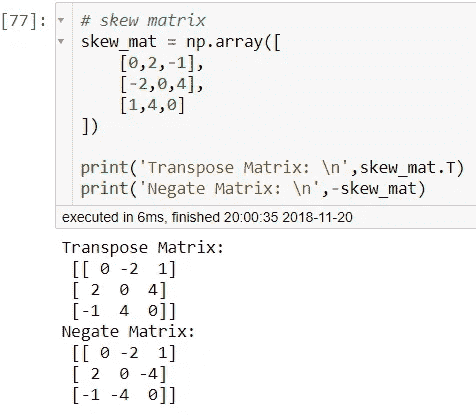 [77]:
# skew matrix
skew_mat = np.array([
    [0,2,-1],
    [-2,0,4],
    [1,4,0]
])

print('Transpose Matrix: \n',skew_mat.T)
print('Negate Matrix: \n',-skew_mat)
executed in 6ms, finished 20:00:35 2018-11-20
Transpose Matrix:
 [[ 0 -2  1]
 [ 2  0  4]
 [-1  4  0]]
Negate Matrix:
 [[ 0 -2  1]
 [ 2  0 -4]
 [-1 -4  0]]